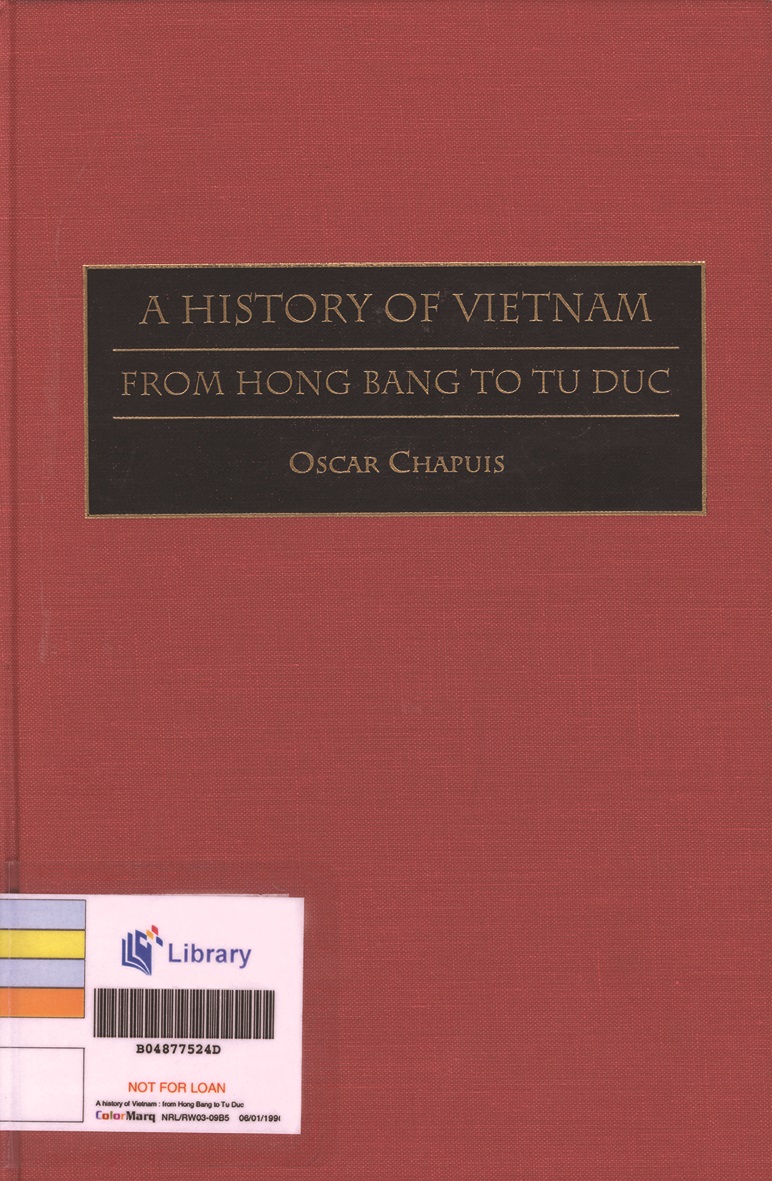 A HISTORY OF VIETNAM
FROM HONG BANG TO TU DUC
OSCAR CHAPUIS
Library
B04877524D
NOT FOR LOAN
A history of Vietnam : from Hong Bang to Tu Duc
ColorMarq NRL/RW03-09B5 06/01/199